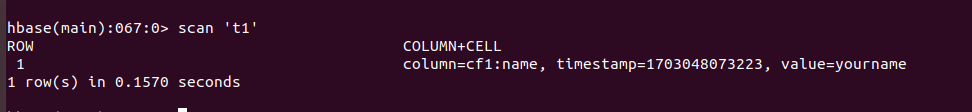 hbase(main):067:0> scan 't1'
ROW COLUMN+CELL
1 column=cf1:name, timestamp=1703048073223, value=yourname
1 row(s) in 0.1570 seconds